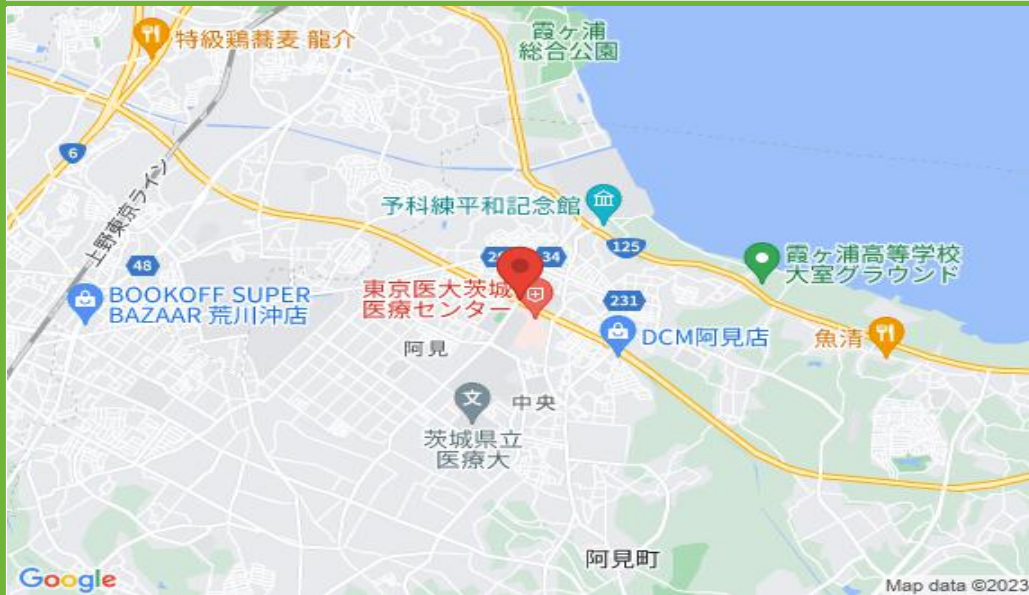 特級鶏蕎麦 龍介
霞ヶ浦
総合公園
6
上野東京ライン
予科練平和記念館
125
48
34
霞ヶ浦高等学校
大室グラウンド
BOOKOFF SUPER
BAZAAR 荒川沖店
東京医大茨城
医療センター
231
DCM阿見店
魚清
阿見
文
中央
茨城県立
医療大
阿見町
Google
Map data ©2023